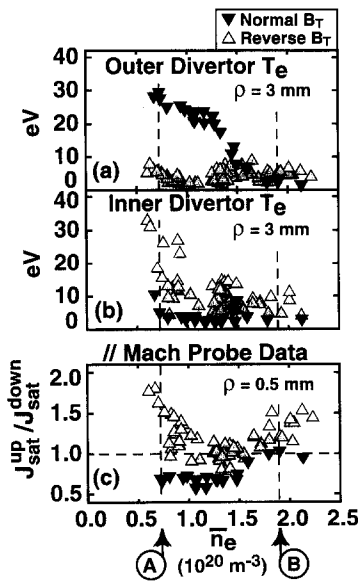 ▼ Normal B_T
△ Reverse B_T
Outer Divertor T_e
ρ = 3 mm
eV
40
30
20
10
0
(a)
Inner Divertor T_e
ρ = 3 mm
eV
40
30
20
10
0
(b)
// Mach Probe Data
ρ = 0.5 mm
J_sat^up / J_sat^down
2.0
1.5
1.0
0.5
(c)
0.0 0.5 1.0 1.5 2.0 2.5
n̅_e
(10^20 m^-3)
A B